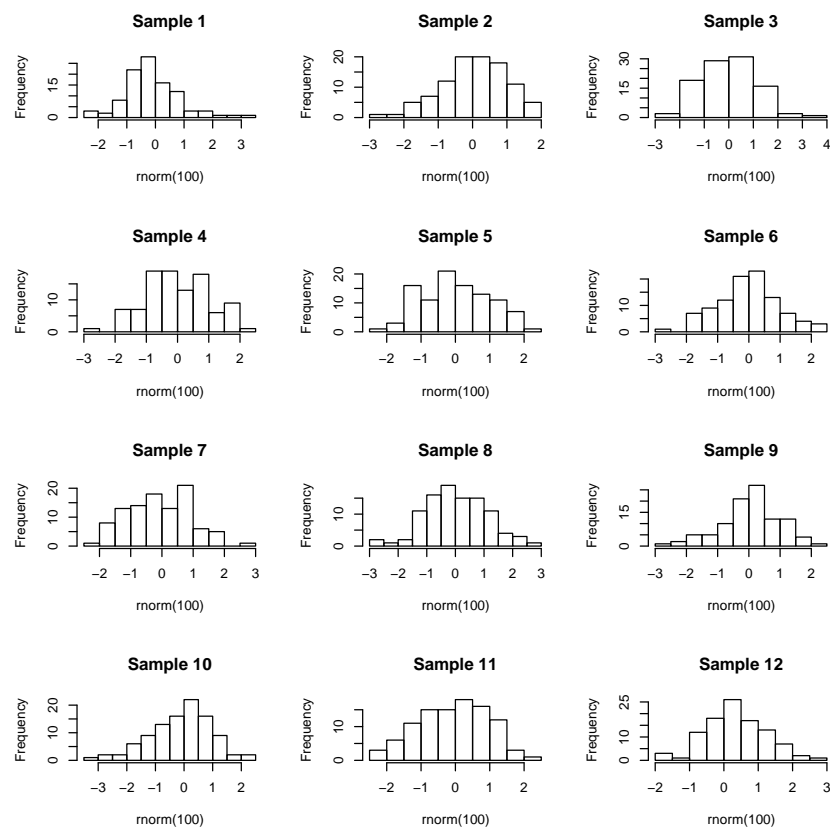 Sample 1
Frequency
0 15
−2 −1 0 1 2 3
rnorm(100)
Sample 2
Frequency
0 10 20
−3 −2 −1 0 1 2
rnorm(100)
Sample 3
Frequency
0 15 30
−3 −1 0 1 2 3 4
rnorm(100)
Sample 4
Frequency
0 10
−3 −2 −1 0 1 2
rnorm(100)
Sample 5
Frequency
0 10 20
−2 −1 0 1 2
rnorm(100)
Sample 6
Frequency
0 10
−3 −2 −1 0 1 2
rnorm(100)
Sample 7
Frequency
0 10 20
−2 −1 0 1 2 3
rnorm(100)
Sample 8
Frequency
0 10
−3 −2 −1 0 1 2 3
rnorm(100)
Sample 9
Frequency
0 15
−3 −2 −1 0 1 2
rnorm(100)
Sample 10
Frequency
0 10 20
−3 −2 −1 0 1 2
rnorm(100)
Sample 11
Frequency
0 10
−2 −1 0 1 2
rnorm(100)
Sample 12
Frequency
0 10 25
−2 −1 0 1 2 3
rnorm(100)